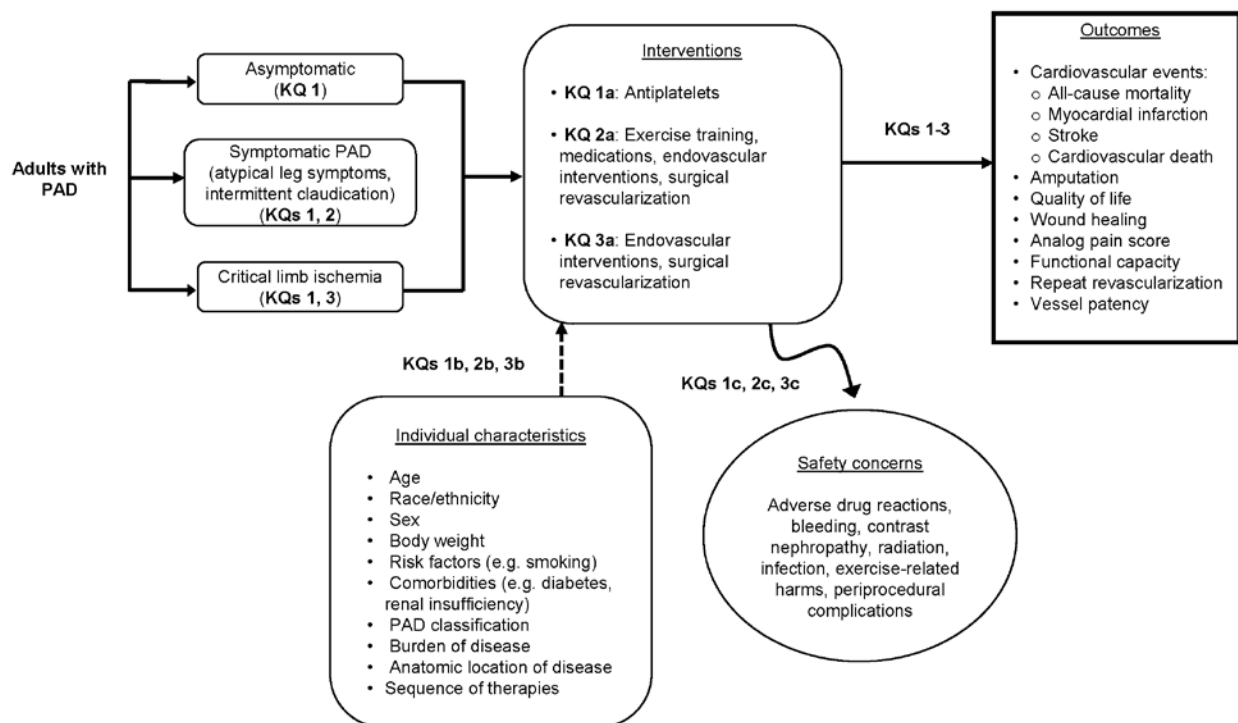 Adults with
PAD
Asymptomatic
(KQ 1)
Symptomatic PAD
(atypical leg symptoms,
intermittent claudication)
(KQs 1, 2)
Critical limb ischemia
(KQs 1, 3)
Interventions
• KQ 1a: Antiplatelets
• KQ 2a: Exercise training,
medications, endovascular
interventions, surgical
revascularization
• KQ 3a: Endovascular
interventions, surgical
revascularization
KQs 1-3
Outcomes
• Cardiovascular events:
o All-cause mortality
o Myocardial infarction
o Stroke
o Cardiovascular death
• Amputation
• Quality of life
• Wound healing
• Analog pain score
• Functional capacity
• Repeat revascularization
• Vessel patency
KQs 1b, 2b, 3b
Individual characteristics
• Age
• Race/ethnicity
• Sex
• Body weight
• Risk factors (e.g. smoking)
• Comorbidities (e.g. diabetes,
renal insufficiency)
• PAD classification
• Burden of disease
• Anatomic location of disease
• Sequence of therapies
KQs 1c, 2c, 3c
Safety concerns
Adverse drug reactions,
bleeding, contrast
nephropathy, radiation,
infection, exercise-related
harms, periprocedural
complications